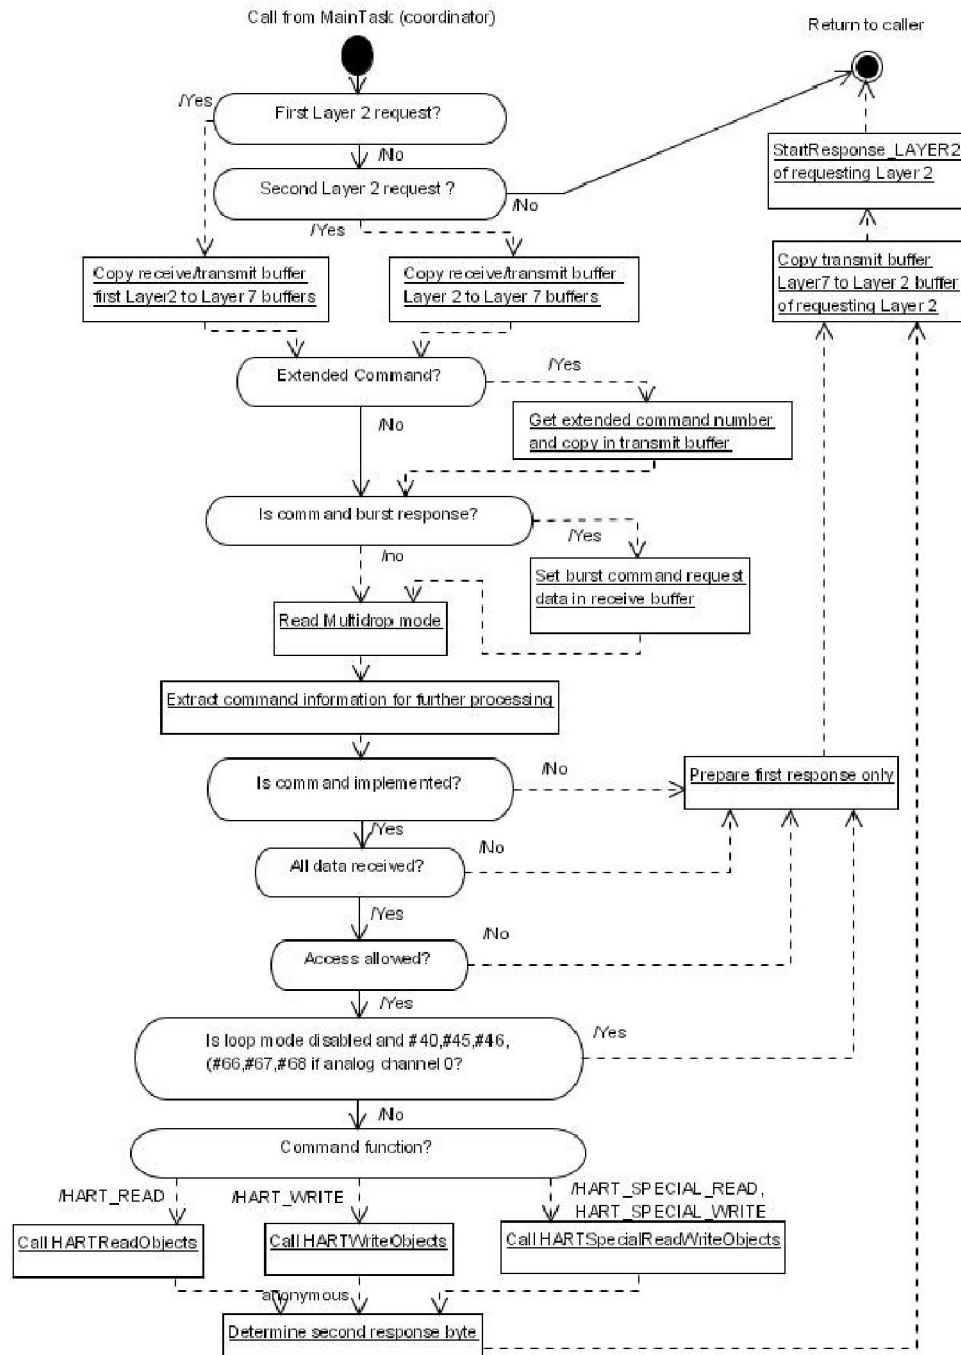 Call from MainTask (coordinator)
Return to caller
/Yes
First Layer 2 request?
/No
StartResponse_LAYER2
of requesting Layer 2
Second Layer 2 request ?
/No
/Yes
Copy receive/transmit buffer
first Layer2 to Layer 7 buffers
Copy receive/transmit buffer
Layer 2 to Layer 7 buffers
Copy transmit buffer
Layer7 to Layer 2 buffer
of requesting Layer 2
Extended Command?
/Yes
/No
Get extended command number
and copy in transmit buffer
Is command burst response?
/Yes
/no
Set burst command request
data in receive buffer
Read Multidrop mode
Extract command information for further processing
Is command implemented?
/No
Prepare first response only
/Yes
All data received?
/No
/Yes
Access allowed?
/No
/Yes
Is loop mode disabled and #40,#45,#46,
(#66,#67,#68 if analog channel 0?
/Yes
/No
Command function?
/HART_READ
/HART_WRITE
/HART_SPECIAL_READ,
HART_SPECIAL_WRITE
Call HARTReadObjects
Call HARTWriteObjects
Call HARTSpecialReadWriteObjects
anonymous
Determine second response byte